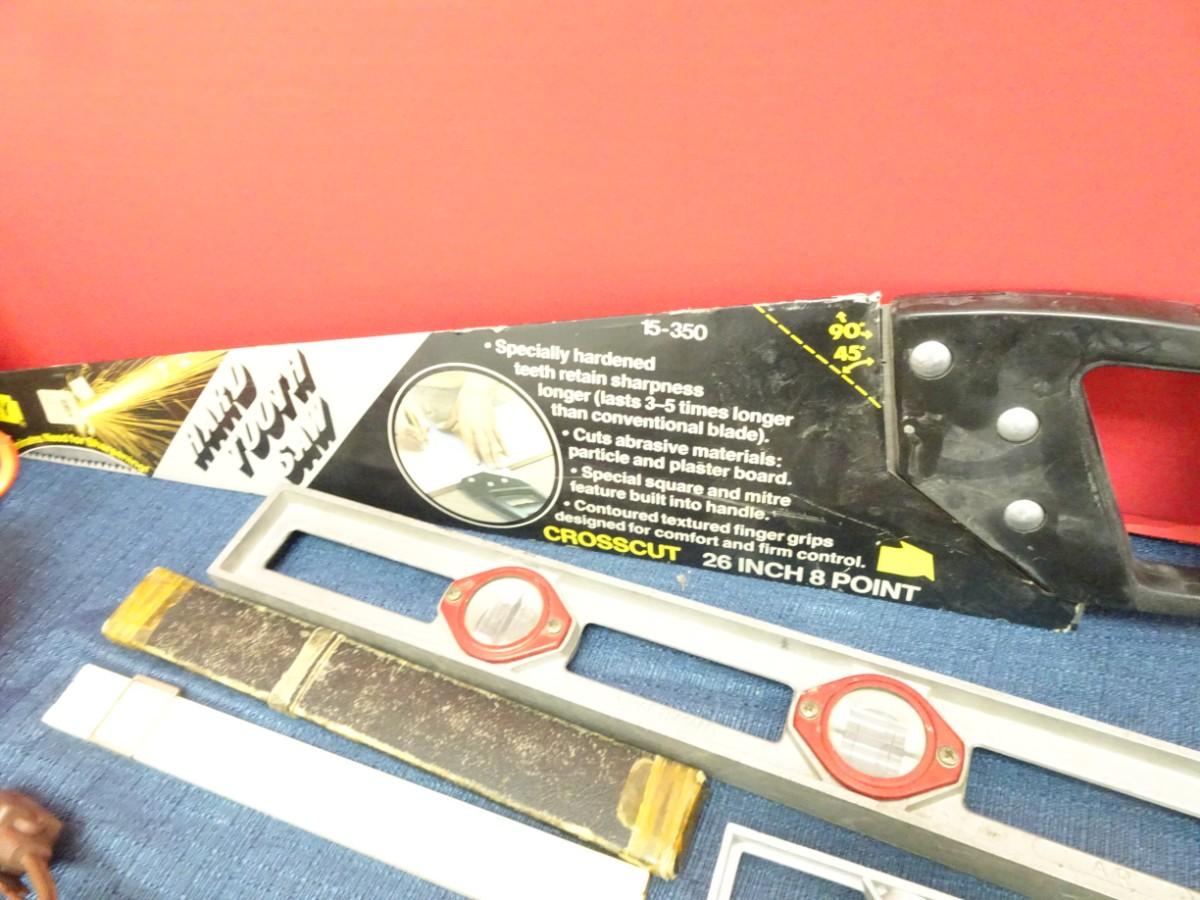 15-350
90°
45°
HARD
TOOTH
SAW
• Specially hardened
teeth retain sharpness
longer (lasts 3–5 times longer
than conventional blade).
• Cuts abrasive materials:
particle and plaster board.
• Special square and mitre
feature built into handle.
• Contoured textured finger grips
designed for comfort and firm control.
CROSSCUT 26 INCH 8 POINT